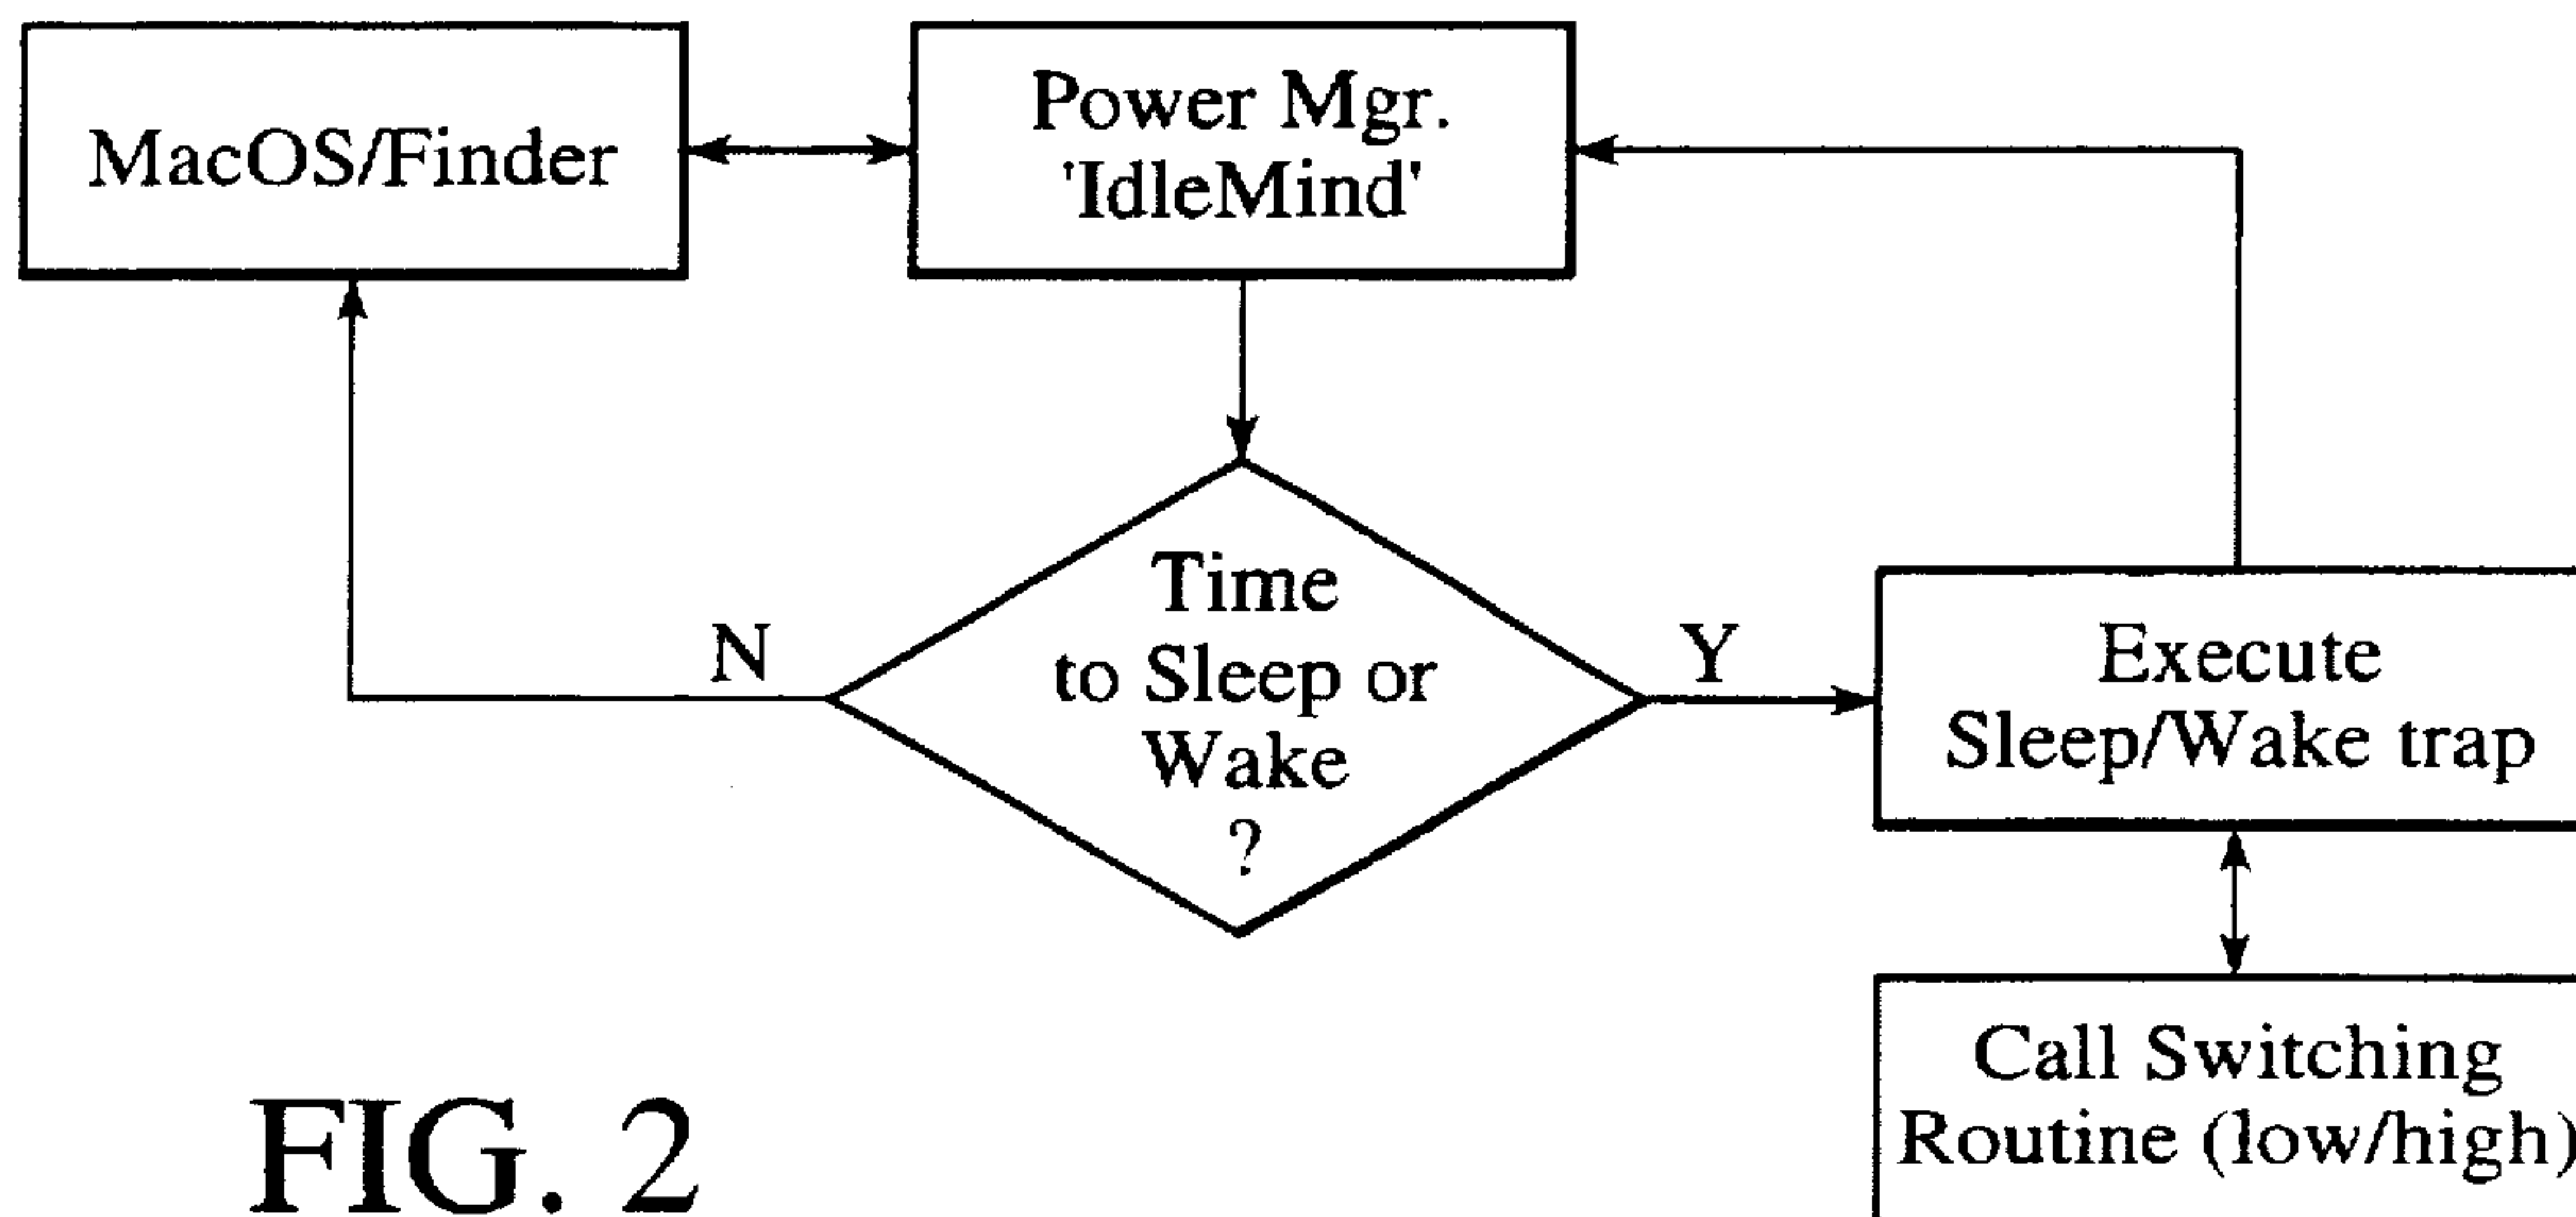 MacOS/Finder
Power Mgr.
'IdleMind'
Time
to Sleep or
Wake
?
N
Y
Execute
Sleep/Wake trap
Call Switching
Routine (low/high)
FIG. 2